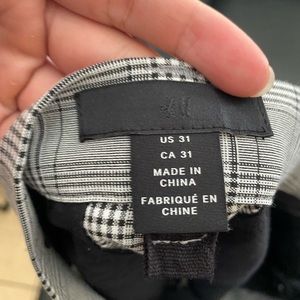 US 31
CA 31
MADE IN
CHINA
FABRIQUÉ EN
CHINE